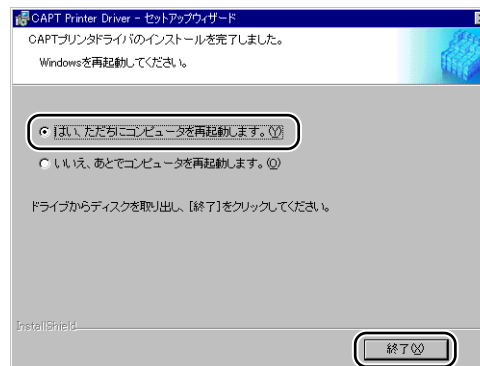 CAPT Printer Driver - セットアップウィザード
CAPTプリンタドライバのインストールを完了しました。
Windowsを再起動してください。
はい、ただちにコンピュータを再起動します。(Y)
いいえ、あとでコンピュータを再起動します。(O)
ドライブからディスクを取り出し、[終了]をクリックしてください。
InstallShield
終了(X)